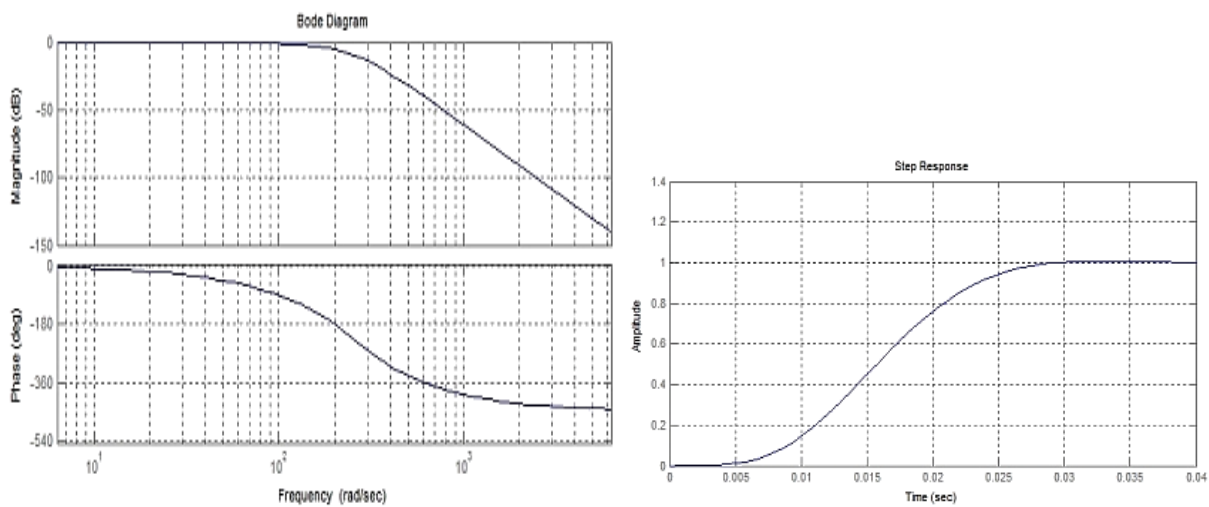 Bode Diagram
Magnitude (dB)
0
-50
-100
-150
Phase (deg)
0
-180
-360
-540
10¹ 10² 10³
Frequency (rad/sec)
Step Response
Amplitude
1.4
1.2
1
0.8
0.6
0.4
0.2
0
0 0.005 0.01 0.015 0.02 0.025 0.03 0.035 0.04
Time (sec)